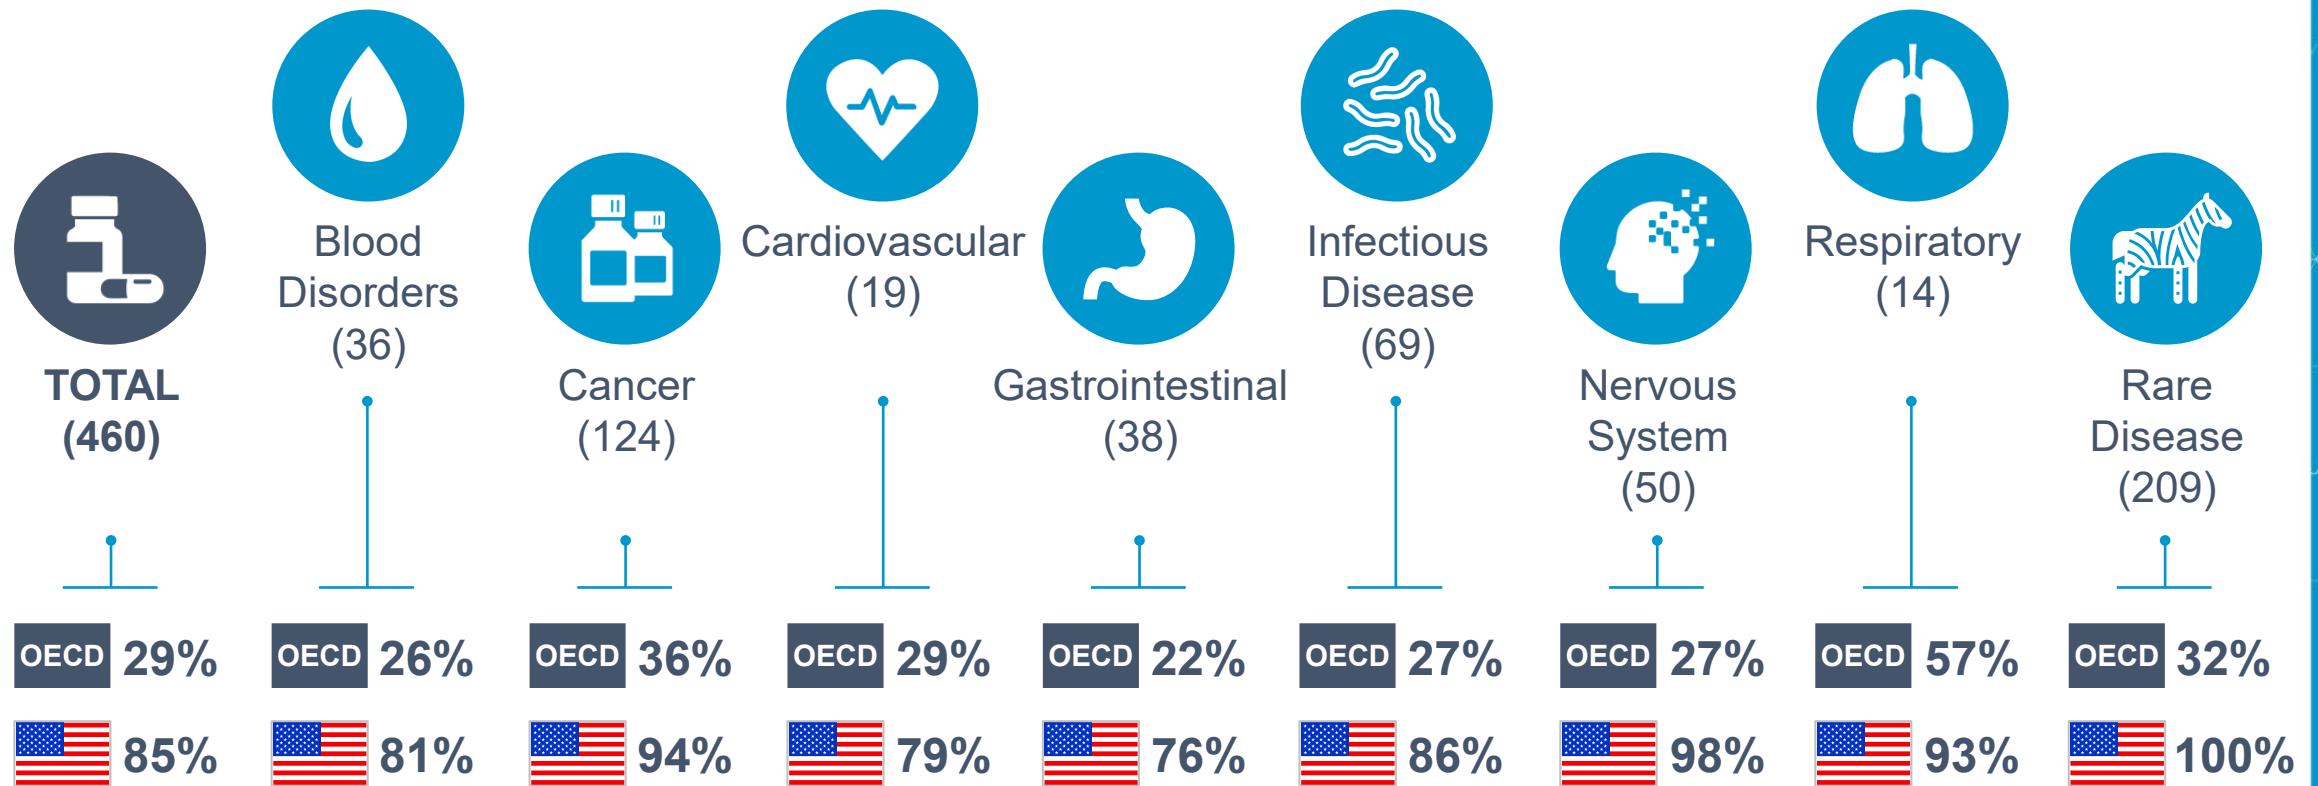 TOTAL
(460)
OECD 29%
85%
Blood
Disorders
(36)
OECD 26%
81%
Cancer
(124)
OECD 36%
94%
Cardiovascular
(19)
OECD 29%
79%
Gastrointestinal
(38)
OECD 22%
76%
Infectious
Disease
(69)
OECD 27%
86%
Nervous
System
(50)
OECD 27%
98%
Respiratory
(14)
OECD 57%
93%
Rare
Disease
(209)
OECD 32%
100%